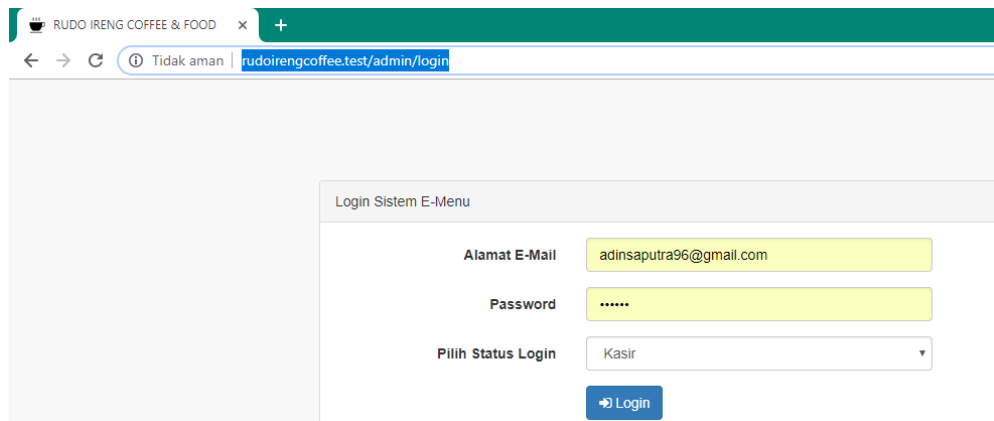 RUDO IRENG COFFEE & FOOD
Tidak aman | rudoirengcoffee.test/admin/login
Login Sistem E-Menu
Alamat E-Mail adinsaputra96@gmail.com
Password ••••••
Pilih Status Login Kasir
Login